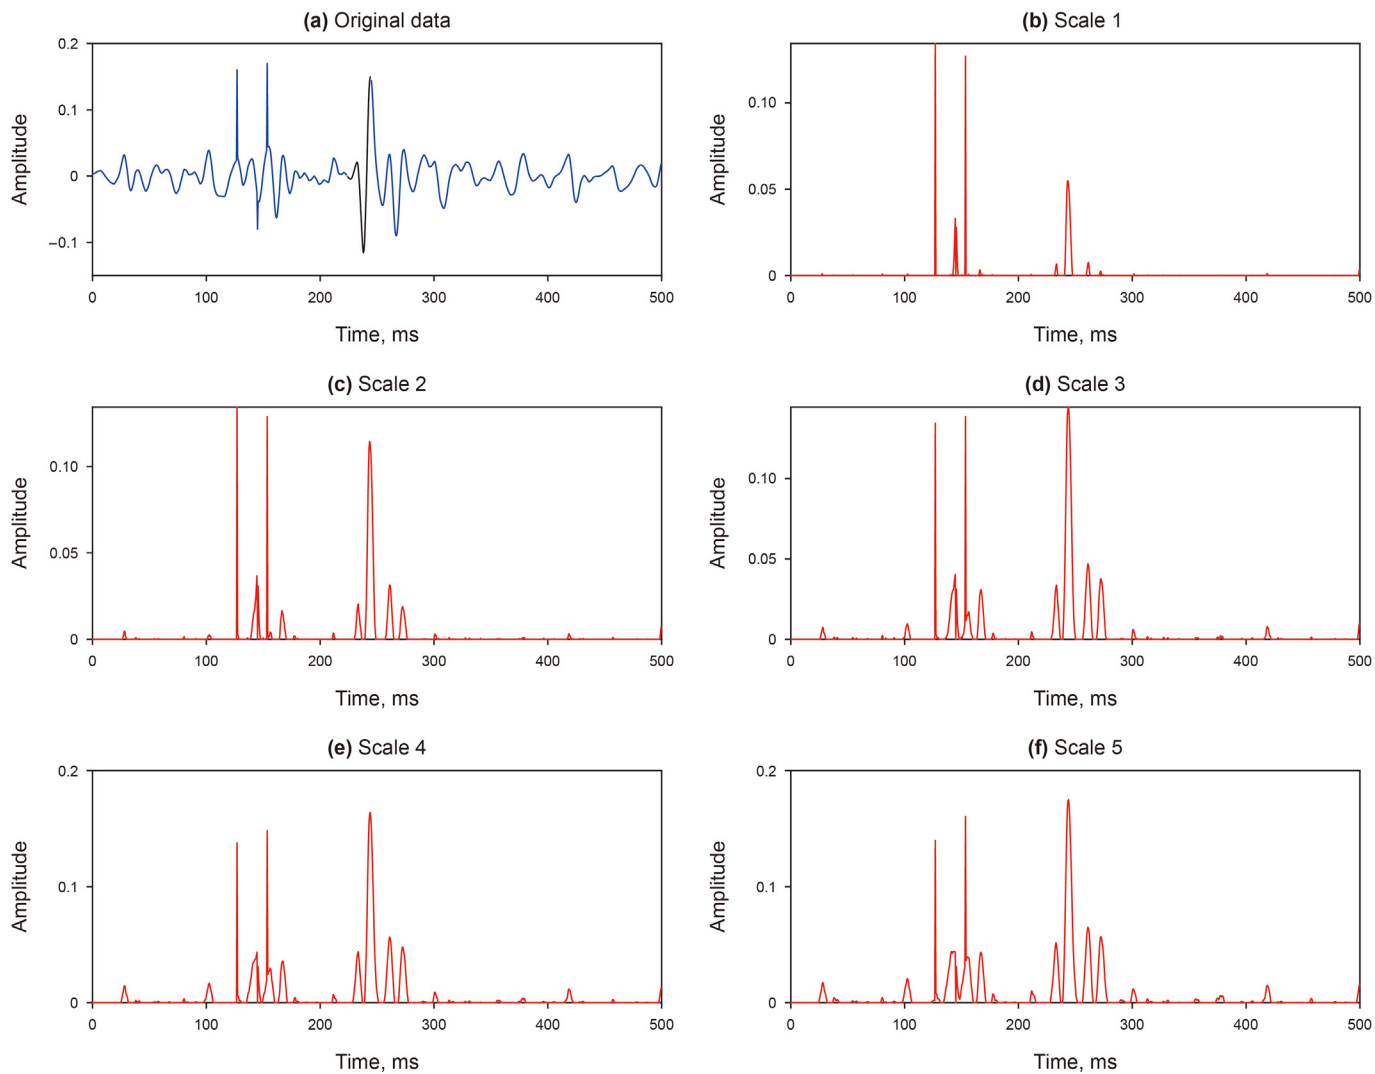 (a) Original data
0.2
0.1
0
–0.1
Amplitude
0 100 200 300 400 500
Time, ms
(b) Scale 1
0.10
0.05
0
Amplitude
0 100 200 300 400 500
Time, ms
(c) Scale 2
0.10
0.05
0
Amplitude
0 100 200 300 400 500
Time, ms
(d) Scale 3
0.10
0.05
0
Amplitude
0 100 200 300 400 500
Time, ms
(e) Scale 4
0.2
0.1
0
Amplitude
0 100 200 300 400 500
Time, ms
(f) Scale 5
0.2
0.1
0
Amplitude
0 100 200 300 400 500
Time, ms